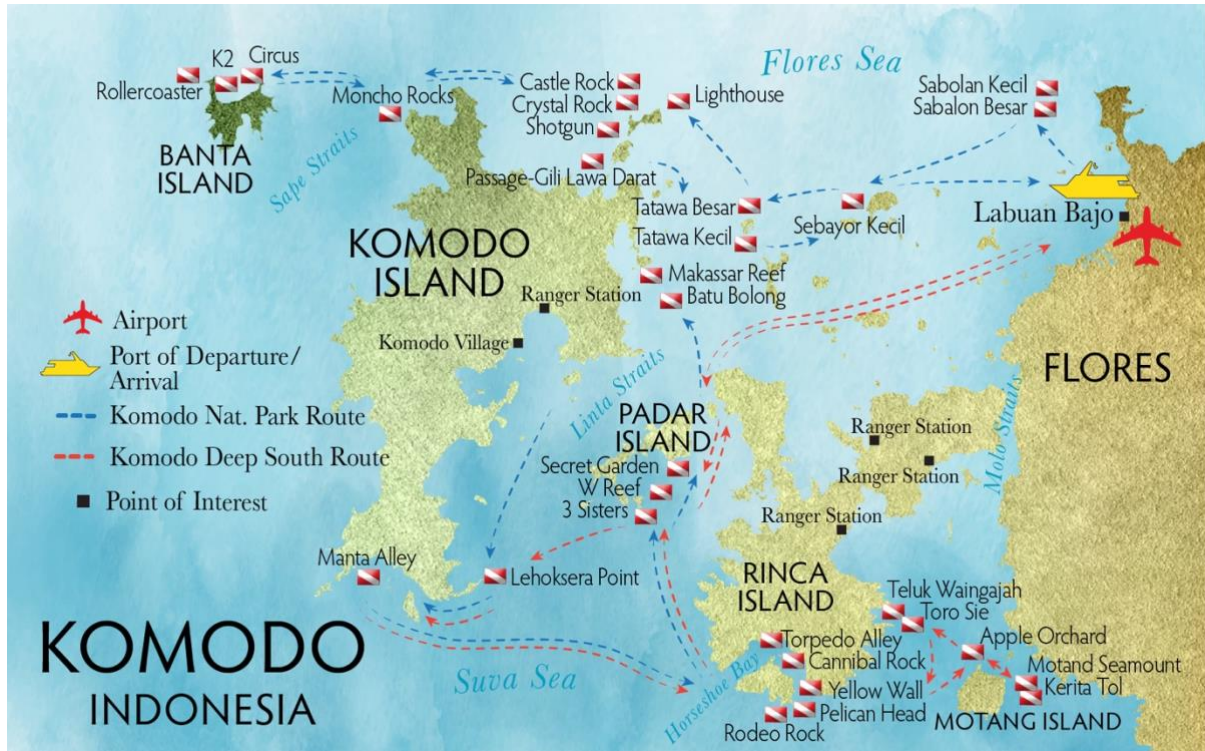 Flores Sea
K2
Circus
Rollercoaster
BANTA
ISLAND
Sape Straits
Moncho Rocks
Castle Rock
Crystal Rock
Shotgun
Passage-Gili Lawa Darat
Lighthouse
Sabolan Kecil
Sabalon Besar
Tatawa Besar
Tatawa Kecil
Sebayor Kecil
Labuan Bajo
KOMODO
ISLAND
Makassar Reef
Batu Bolong
Ranger Station
Komodo Village
Linta Straits
Airport
Port of Departure/
Arrival
Komodo Nat. Park Route
Komodo Deep South Route
Point of Interest
FLORES
Molo Straits
PADAR
ISLAND
Secret Garden
W Reef
3 Sisters
Ranger Station
Ranger Station
Ranger Station
Manta Alley
Lehoksera Point
RINCA
ISLAND
Teluk Waingajah
Toro Sie
Torpedo Alley
Cannibal Rock
Yellow Wall
Pelican Head
Rodeo Rock
Horseshoe Bay
Apple Orchard
Motand Seamount
Kerita Tol
MOTANG ISLAND
Suva Sea
KOMODO
INDONESIA